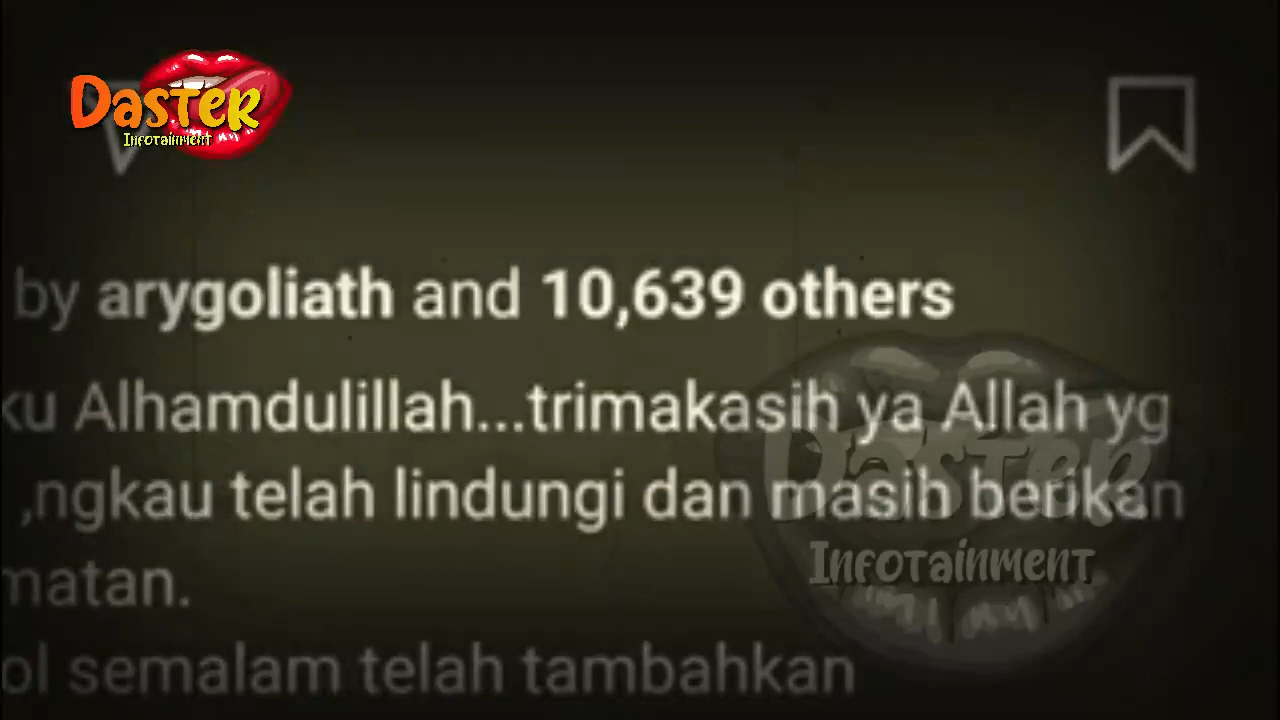 DasTER
InFOTainmEnT
by arygoliath and 10,639 others
ku Alhamdulillah...trimakasih ya Allah yg
,ngkau telah lindungi dan masih berikan
DasTER
InFOTainmEnT
matan.
ol semalam telah tambahkan